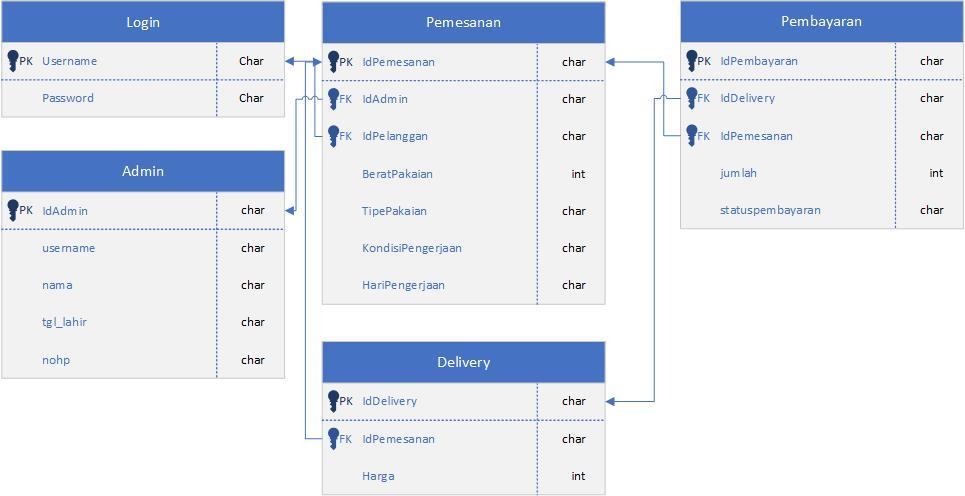 Login
PK Username Char
Password Char
Admin
PK IdAdmin char
username char
nama char
tgl_lahir char
nohp char
Pemesanan
PK IdPemesanan char
FK IdAdmin char
FK IdPelanggan char
BeratPakaian int
TipePakaian char
KondisiPengerjaan char
HariPengerjaan char
Delivery
PK IdDelivery char
FK IdPemesanan char
Harga int
Pembayaran
PK IdPembayaran char
FK IdDelivery char
FK IdPemesanan char
jumlah int
statuspembayaran char